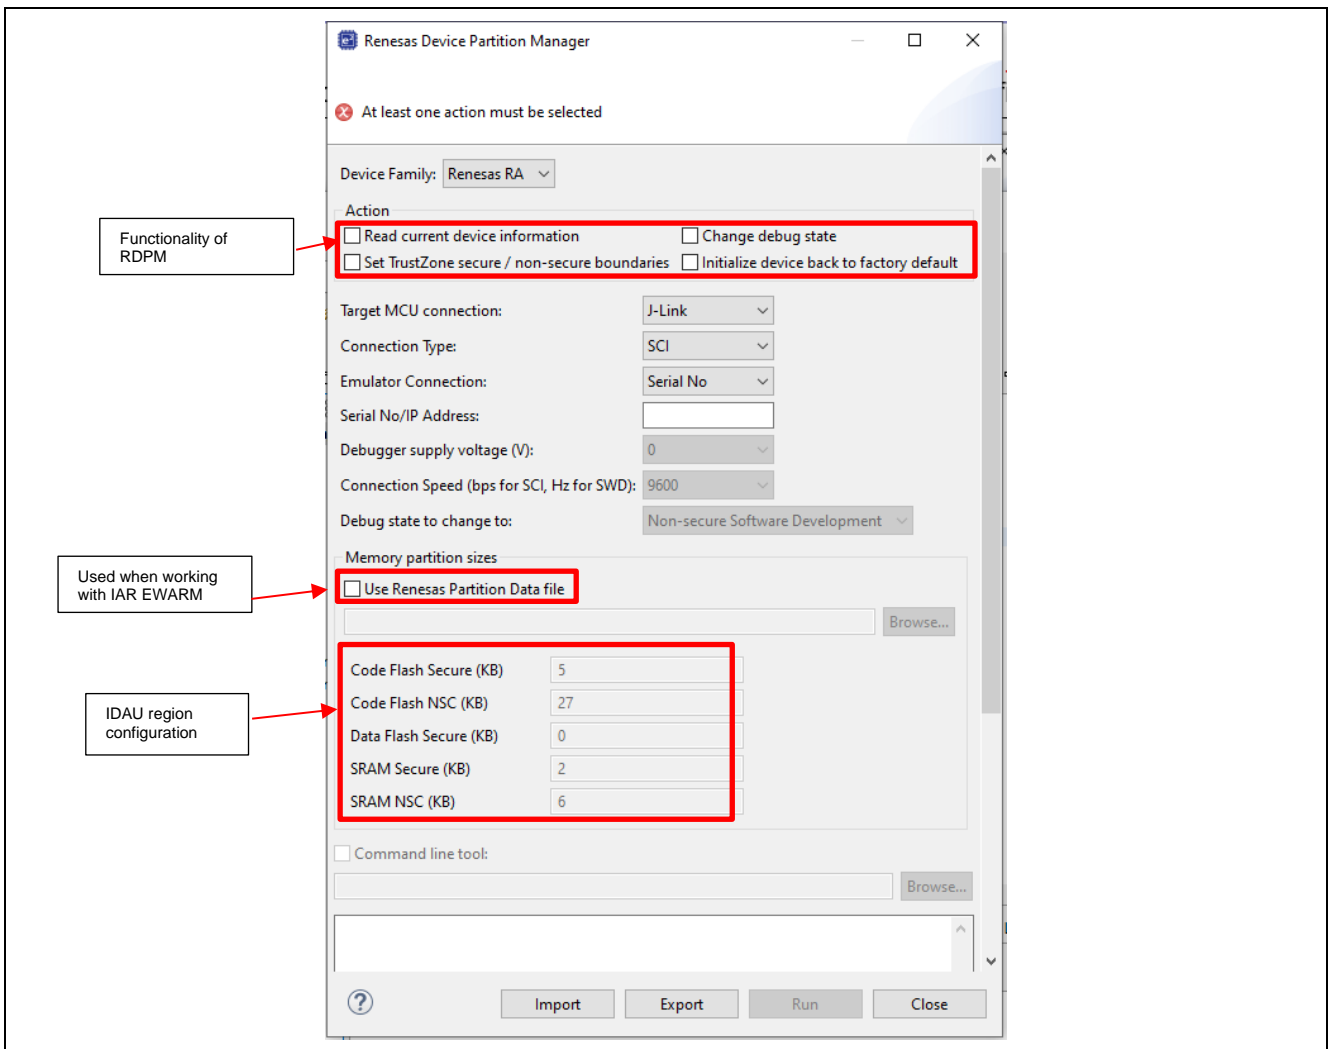 Renesas Device Partition Manager
At least one action must be selected
Device Family: Renesas RA
Action
Read current device information
Change debug state
Set TrustZone secure / non-secure boundaries
Initialize device back to factory default
Functionality of
RDPM
Target MCU connection: J-Link
Connection Type: SCI
Emulator Connection: Serial No
Serial No/IP Address:
Debugger supply voltage (V): 0
Connection Speed (bps for SCI, Hz for SWD): 9600
Debug state to change to: Non-secure Software Development
Memory partition sizes
Use Renesas Partition Data file
Used when working
with IAR EWARM
Browse...
Code Flash Secure (KB) 5
Code Flash NSC (KB) 27
Data Flash Secure (KB) 0
SRAM Secure (KB) 2
SRAM NSC (KB) 6
IDAU region
configuration
Command line tool:
Browse...
? Import Export Run Close